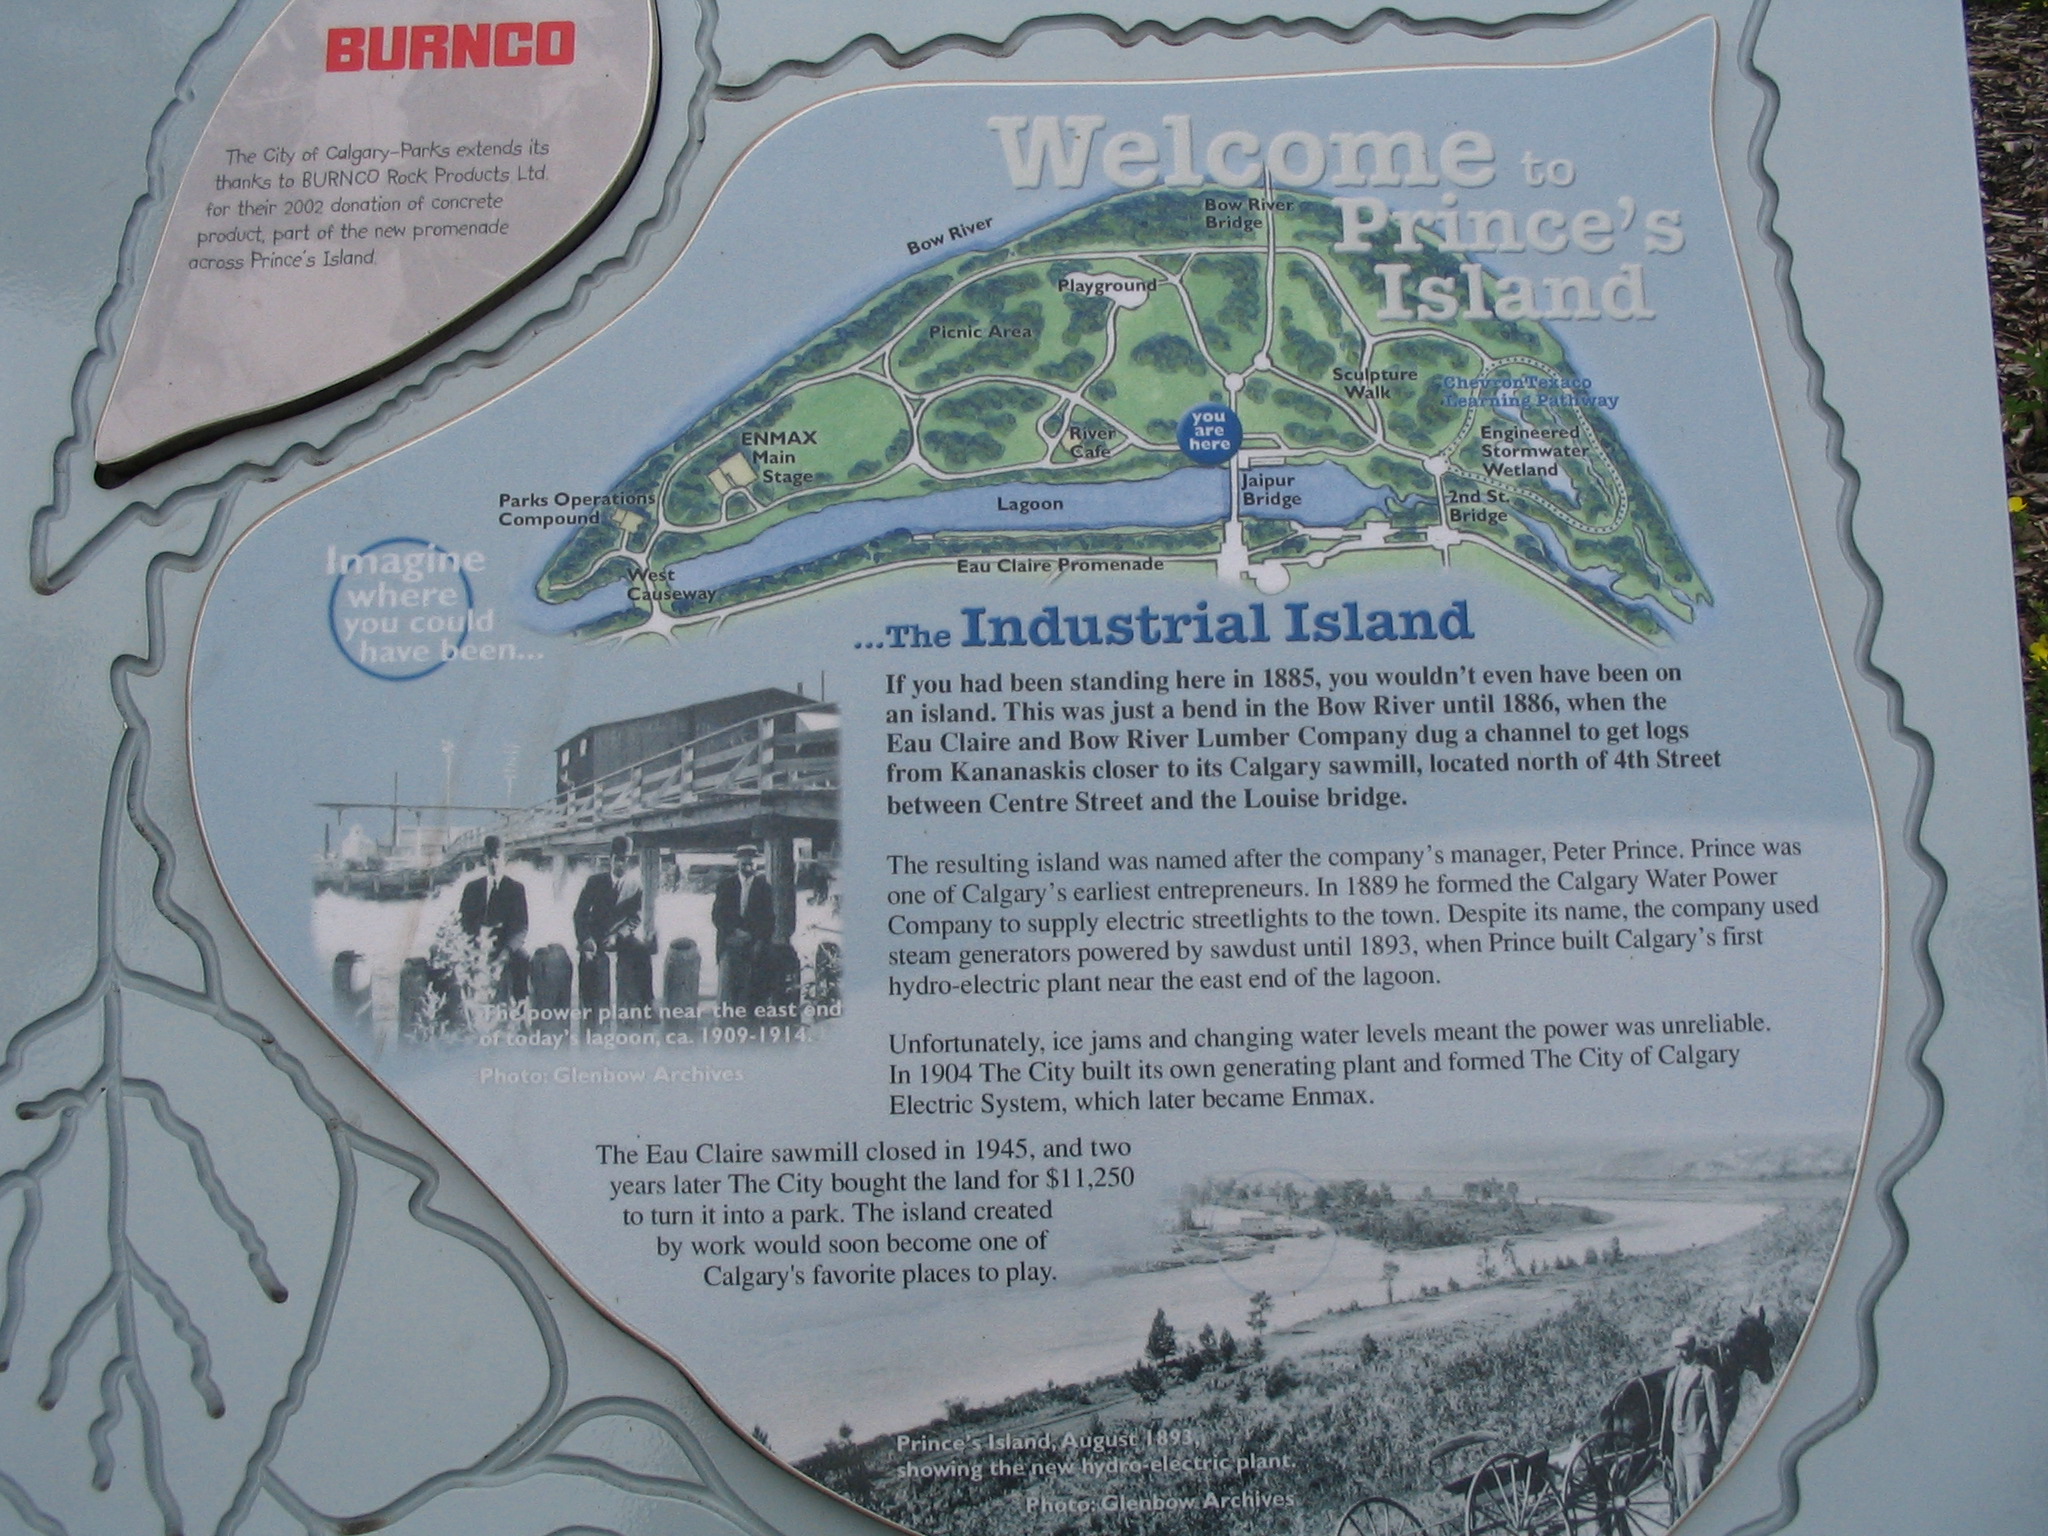 BURNCO
The City of Calgary-Parks extends its
thanks to BURNCO Rock Products Ltd.
for their 2002 donation of concrete
product, part of the new promenade
across Prince's Island.
Welcome to
Prince's
Island
Bow River
Bow River
Bridge
Playground
Picnic Area
Sculpture
Walk
ChevronTexaco
Learning Pathway
you
are
here
River
Cafe
ENMAX
Main
Stage
Engineered
Stormwater
Wetland
Parks Operations
Compound
Lagoon
Jaipur
Bridge
2nd St.
Bridge
West
Causeway
Eau Claire Promenade
Imagine
where
you could
have been...
...The Industrial Island
If you had been standing here in 1885, you wouldn't even have been on
an island. This was just a bend in the Bow River until 1886, when the
Eau Claire and Bow River Lumber Company dug a channel to get logs
from Kananaskis closer to its Calgary sawmill, located north of 4th Street
between Centre Street and the Louise bridge.
The resulting island was named after the company's manager, Peter Prince. Prince was
one of Calgary's earliest entrepreneurs. In 1889 he formed the Calgary Water Power
Company to supply electric streetlights to the town. Despite its name, the company used
steam generators powered by sawdust until 1893, when Prince built Calgary's first
hydro-electric plant near the east end of the lagoon.
The power plant near the east end
of today's lagoon, ca. 1909-1914.
Photo: Glenbow Archives
Unfortunately, ice jams and changing water levels meant the power was unreliable.
In 1904 The City built its own generating plant and formed The City of Calgary
Electric System, which later became Enmax.
The Eau Claire sawmill closed in 1945, and two
years later The City bought the land for $11,250
to turn it into a park. The island created
by work would soon become one of
Calgary's favorite places to play.
Prince's Island, August 1893,
showing the new hydro-electric plant.
Photo: Glenbow Archives